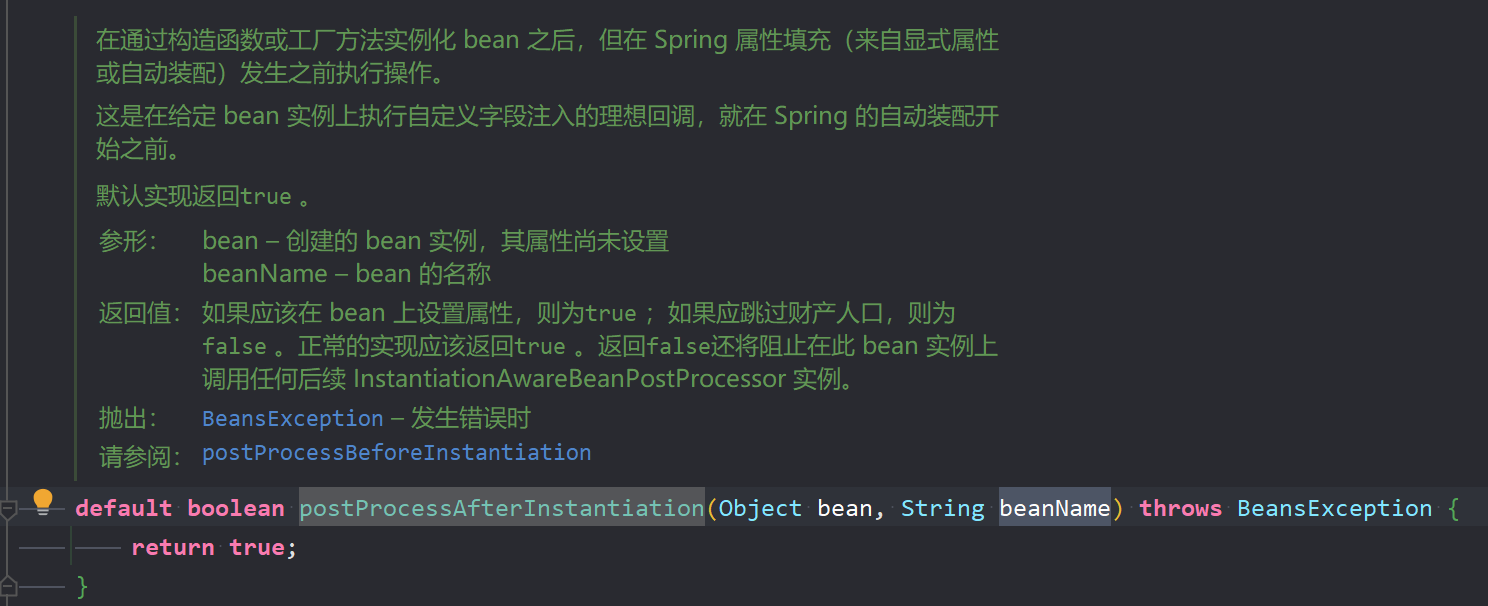 在通过构造函数或工厂方法实例化 bean 之后，但在 Spring 属性填充（来自显式属性
或自动装配）发生之前执行操作。
这是在给定 bean 实例上执行自定义字段注入的理想回调，就在 Spring 的自动装配开
始之前。
默认实现返回true 。
参形： bean – 创建的 bean 实例，其属性尚未设置
beanName – bean 的名称
返回值： 如果应该在 bean 上设置属性，则为true ；如果应跳过财产人口，则为
false 。正常的实现应该返回true 。返回false还将阻止在此 bean 实例上
调用任何后续 InstantiationAwareBeanPostProcessor 实例。
抛出： BeansException – 发生错误时
请参阅： postProcessBeforeInstantiation
default boolean postProcessAfterInstantiation(Object bean, String beanName) throws BeansException {
return true;
}